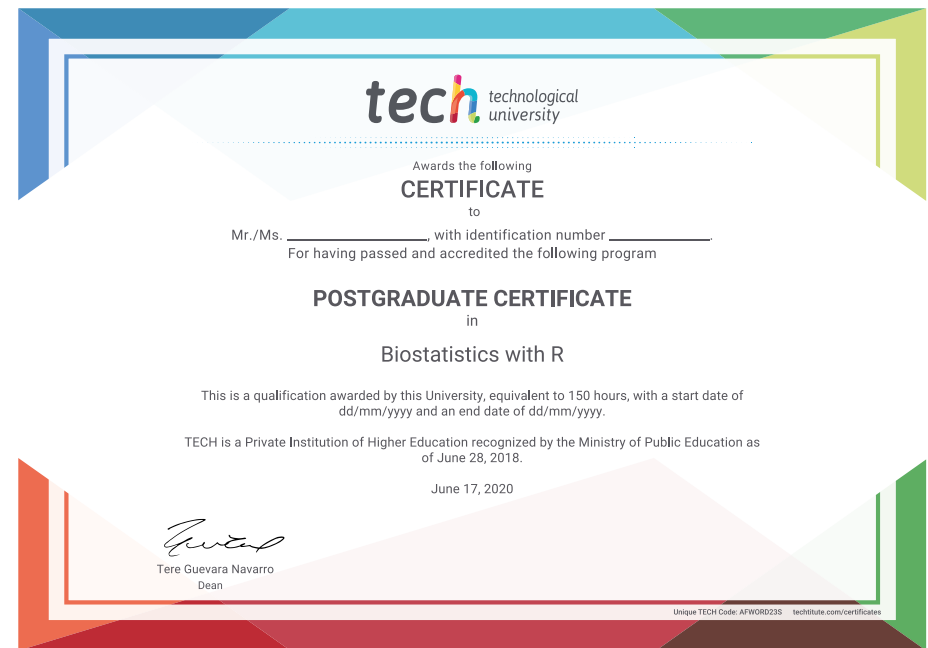 tech technological
university
Awards the following
CERTIFICATE
to
Mr./Ms. ____________________, with identification number ______________.
For having passed and accredited the following program
POSTGRADUATE CERTIFICATE
in
Biostatistics with R
This is a qualification awarded by this University, equivalent to 150 hours, with a start date of
dd/mm/yyyy and an end date of dd/mm/yyyy.
TECH is a Private Institution of Higher Education recognized by the Ministry of Public Education as
of June 28, 2018.
June 17, 2020
Tere Guevara Navarro
Dean
Unique TECH Code: AFWORD23S techtitute.com/certificates